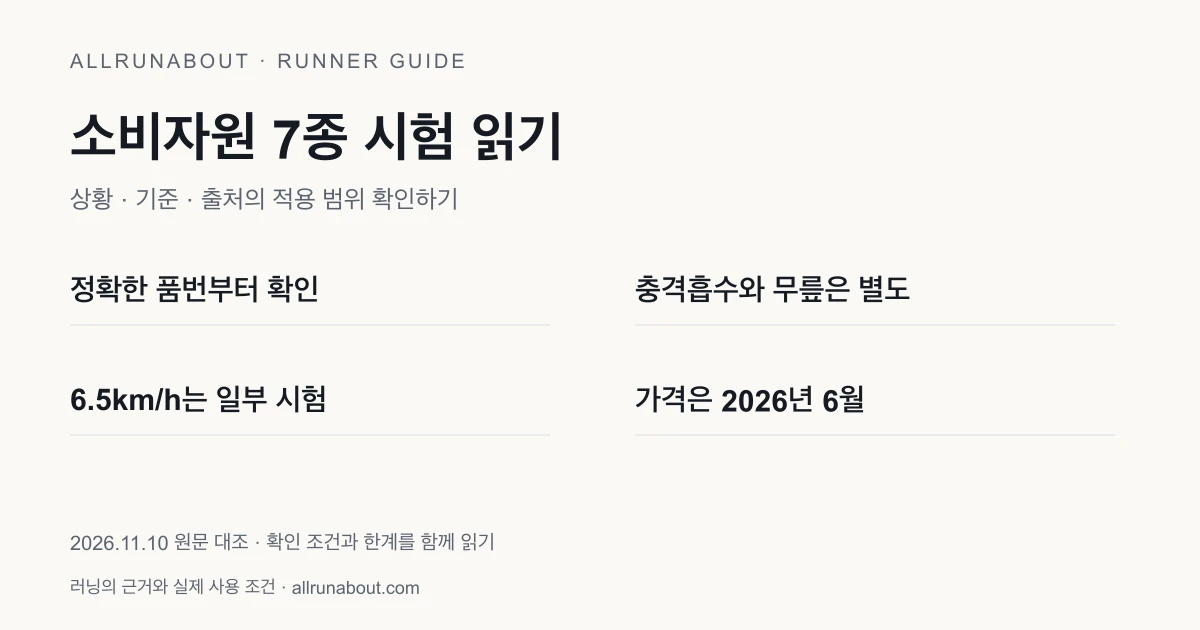 ALLRUNABOUT · RUNNER GUIDE
소비자원 7종 시험 읽기
상황 · 기준 · 출처의 적용 범위 확인하기
정확한 품번부터 확인
충격흡수와 무릎은 별도
6.5km/h는 일부 시험
가격은 2026년 6월
2026.11.10 원문 대조 · 확인 조건과 한계를 함께 읽기
러닝의 근거와 실제 사용 조건 · allrunabout.com